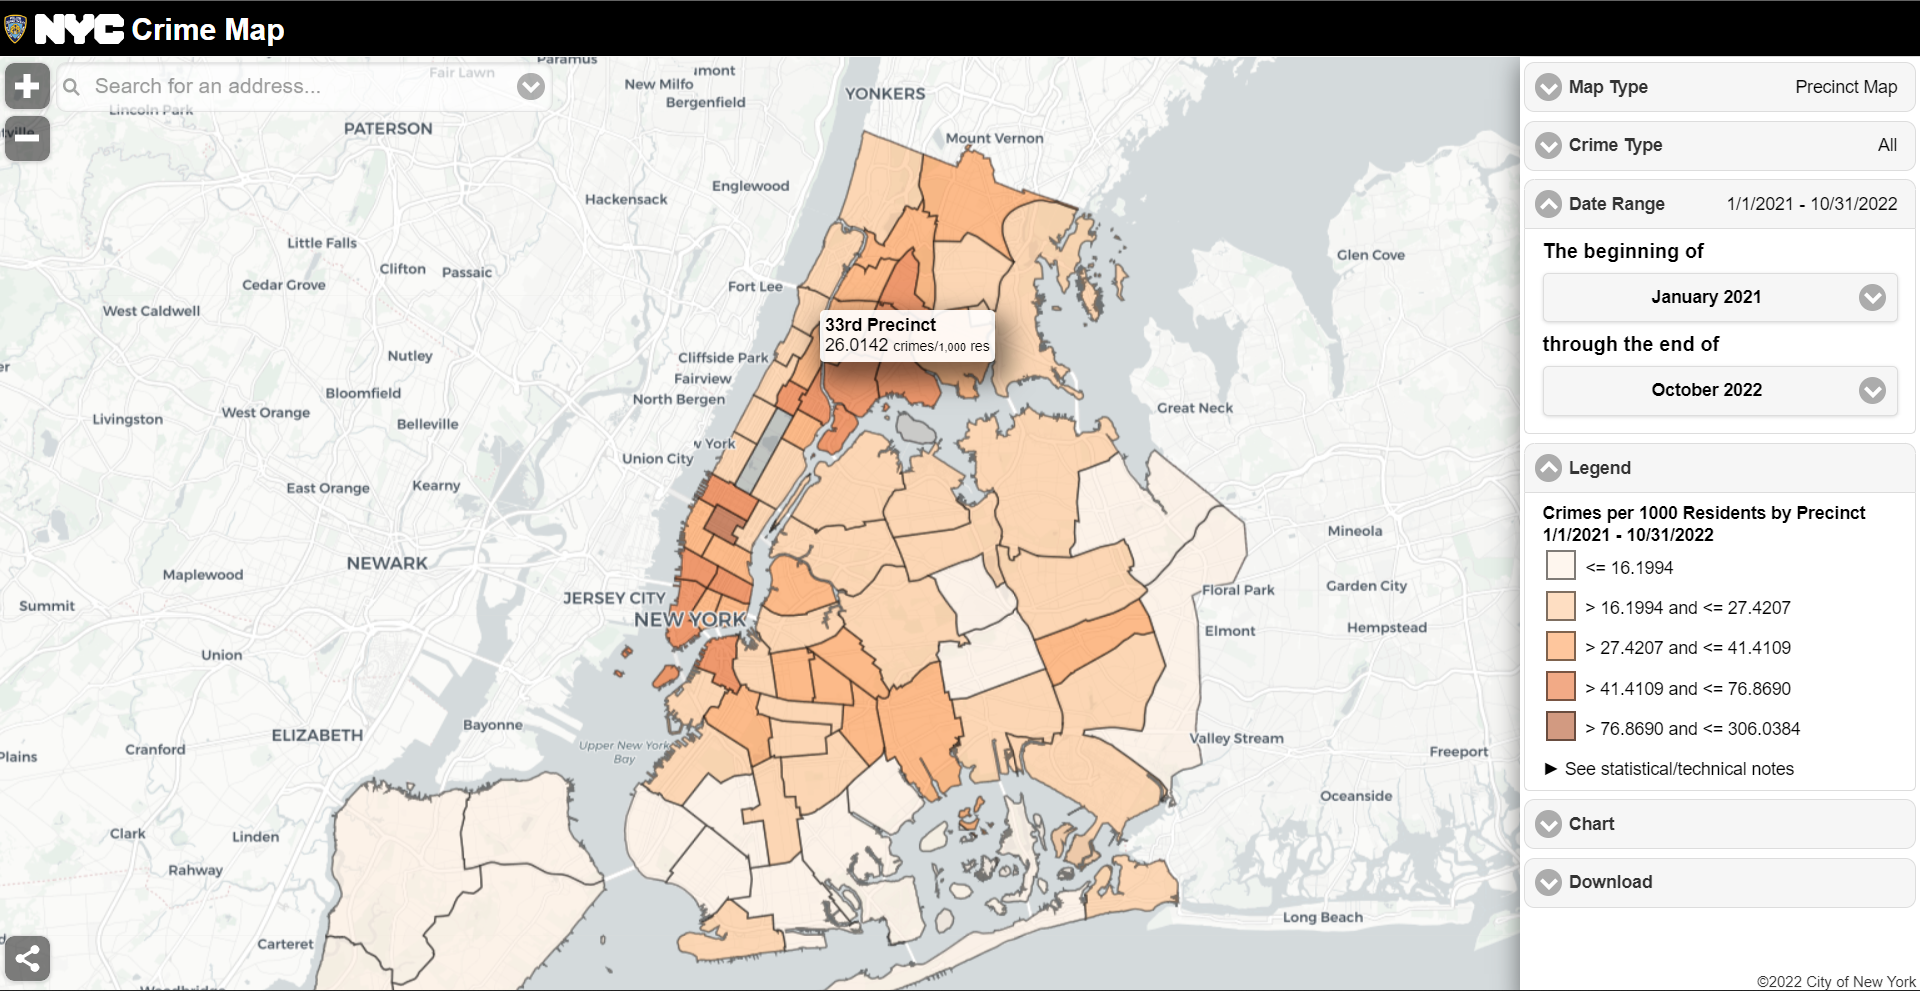 NYC Crime Map
Search for an address...
Fair Lawn
Paramus
New Milfo
Bergenfield
YONKERS
Lincoln Park
PATERSON
Mount Vernon
Englewood
Hackensack
Little Falls
Clifton
Passaic
Glen Cove
Cedar Grove
Fort Lee
West Caldwell
33rd Precinct
26.0142 crimes/1,000 res
Nutley
Cliffside Park
Fairview
Bloomfield
North Bergen
Livingston
West Orange
Belleville
Great Neck
Union City
East Orange
Kearny
Mineola
NEWARK
Maplewood
Garden City
Floral Park
Summit
JERSEY CITY
NEW YORK
Elmont
Hempstead
Union
Bayonne
ELIZABETH
Upper New York
Bay
Valley Stream
Cranford
Plains
Freeport
Oceanside
Clark
Linden
Rahway
Long Beach
Carteret
Map Type
Precinct Map
Crime Type
All
Date Range
1/1/2021 - 10/31/2022
The beginning of
January 2021
through the end of
October 2022
Legend
Crimes per 1000 Residents by Precinct
1/1/2021 - 10/31/2022
<= 16.1994
> 16.1994 and <= 27.4207
> 27.4207 and <= 41.4109
> 41.4109 and <= 76.8690
> 76.8690 and <= 306.0384
► See statistical/technical notes
Chart
Download
©2022 City of New York